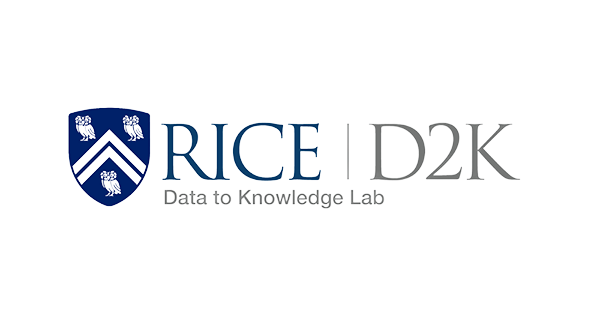 RICE | D2K
Data to Knowledge Lab